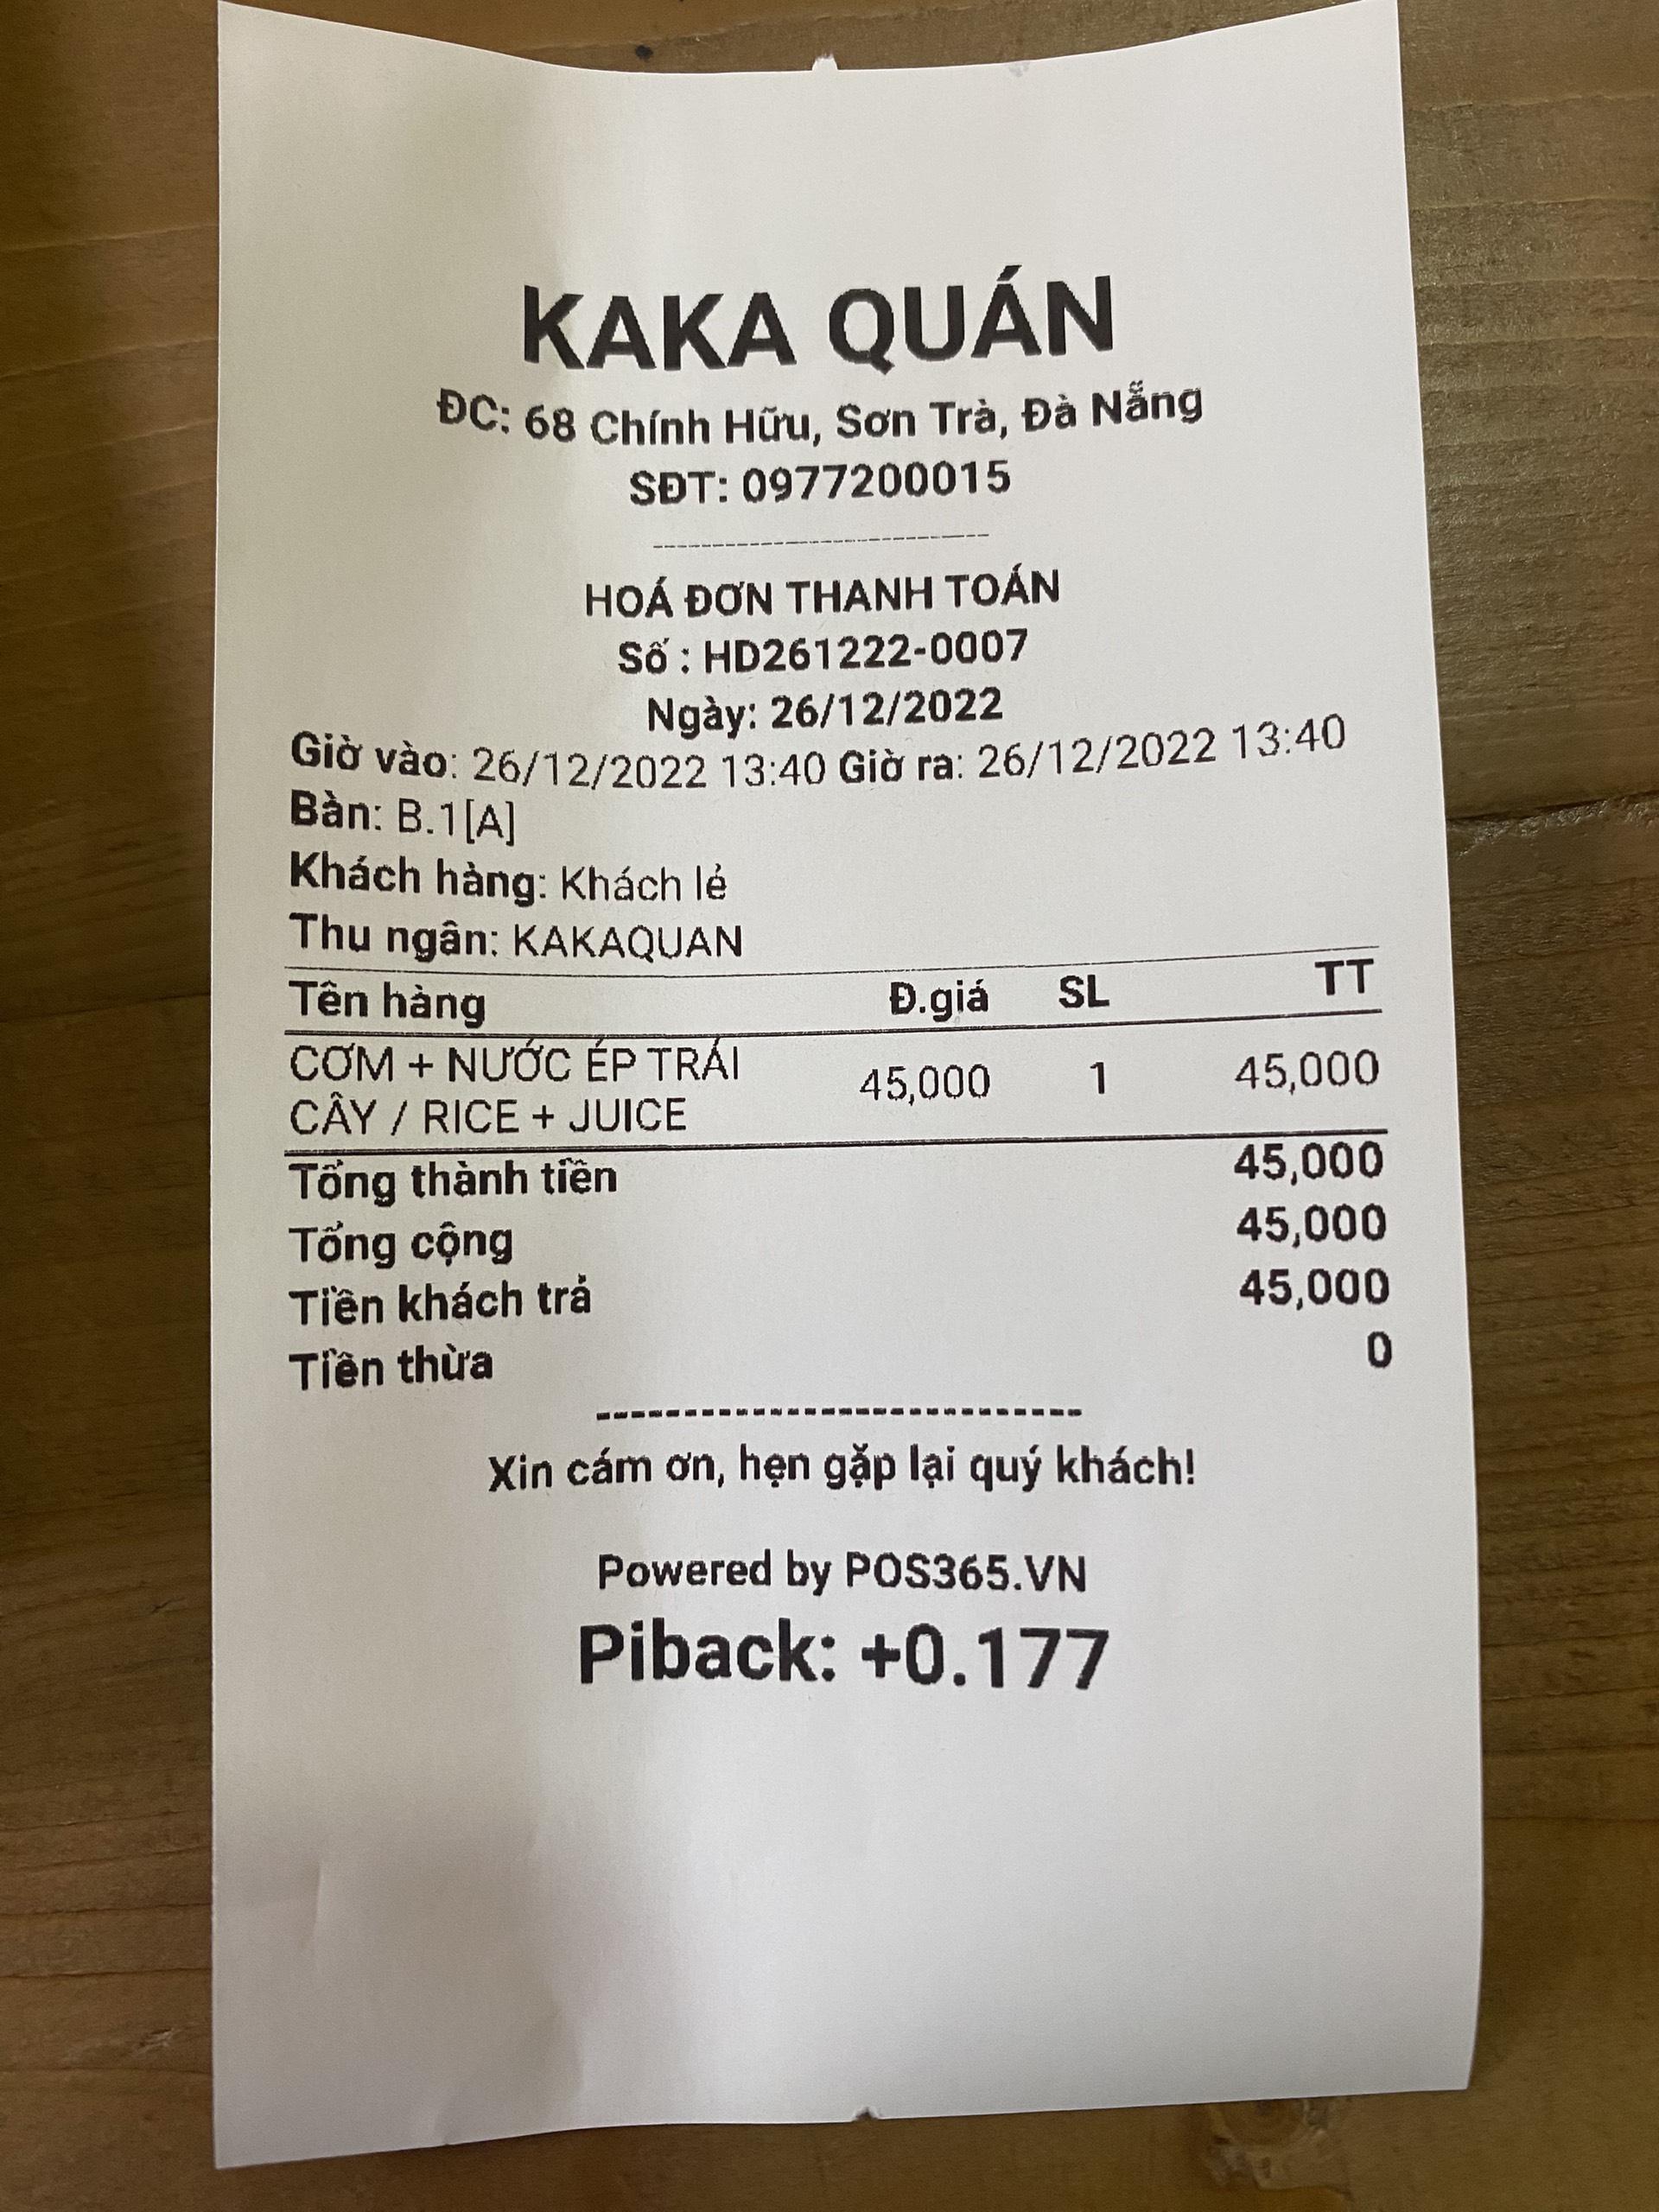 KAKA QUÁN
ĐC: 68 Chính Hữu, Sơn Trà, Đà Nẵng
SĐT: 0977200015
HOÁ ĐƠN THANH TOÁN
Số : HD261222-0007
Ngày: 26/12/2022
Giờ vào: 26/12/2022 13:40 Giờ ra: 26/12/2022 13:40
Bàn: B.1[A]
Khách hàng: Khách lẻ
Thu ngân: KAKAQUAN
Tên hàng Đ.giá SL TT
CƠM + NƯỚC ÉP TRÁI
CÂY / RICE + JUICE 45,000 1 45,000
Tổng thành tiền 45,000
Tổng cộng 45,000
Tiền khách trả 45,000
Tiền thừa 0
Xin cám ơn, hẹn gặp lại quý khách!
Powered by POS365.VN
Piback: +0.177